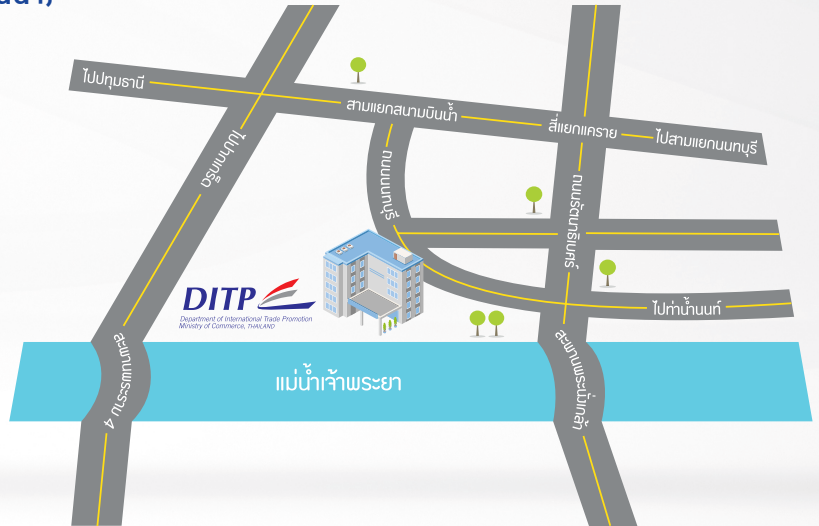 ไปปทุมธานี
สามแยกสนามบินน้ำ
สี่แยกแคราย
ไปสามแยกนนทบุรี
ไปปากเกร็ด
ถนนนนทบุรี
ถนนรัตนาธิเบศร์
DITP
Department of International Trade Promotion
Ministry of Commerce, THAILAND
ไปท่าน้ำนนท์
สะพานพระราม 4
แม่น้ำเจ้าพระยา
สะพานพระนั่งเกล้า